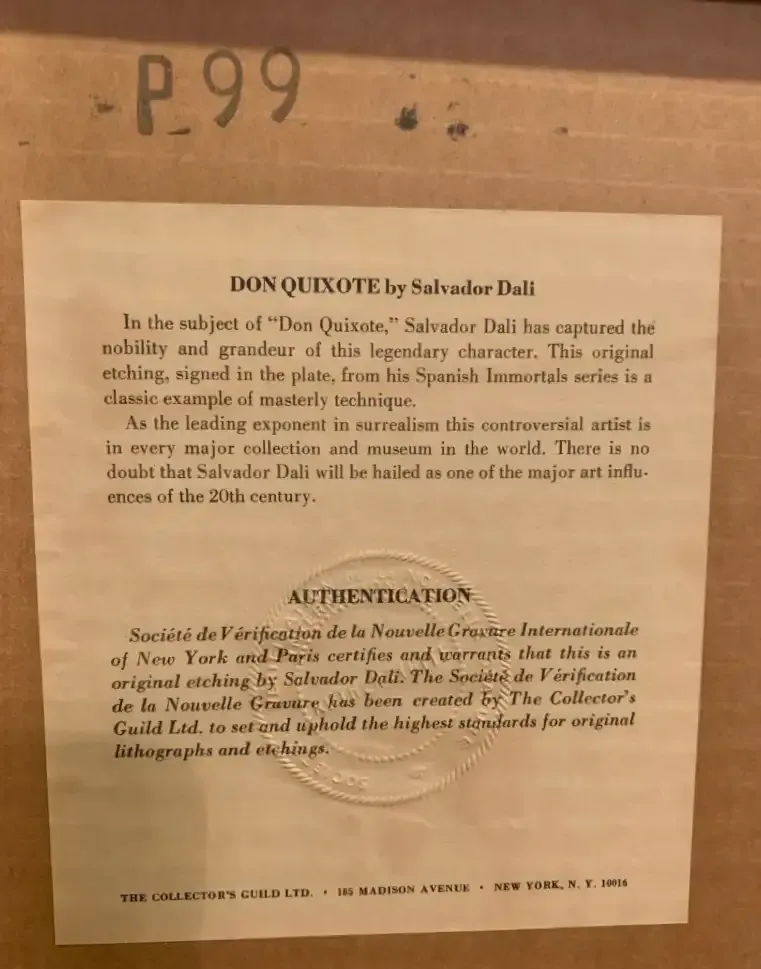 P 99
DON QUIXOTE by Salvador Dali
In the subject of “Don Quixote,” Salvador Dali has captured the
nobility and grandeur of this legendary character. This original
etching, signed in the plate, from his Spanish Immortals series is a
classic example of masterly technique.
As the leading exponent in surrealism this controversial artist is
in every major collection and museum in the world. There is no
doubt that Salvador Dali will be hailed as one of the major art influ-
ences of the 20th century.
AUTHENTICATION
Société de Vérification de la Nouvelle Gravure Internationale
of New York and Paris certifies and warrants that this is an
original etching by Salvador Dali. The Société de Vérification
de la Nouvelle Gravure has been created by The Collector's
Guild Ltd. to set and uphold the highest standards for original
lithographs and etchings.
THE COLLECTOR'S GUILD LTD. • 185 MADISON AVENUE • NEW YORK, N. Y. 10016